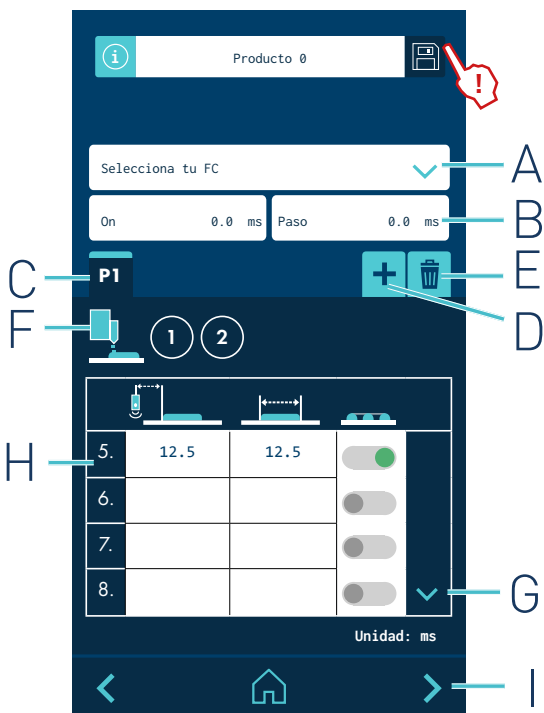 i
Producto 0
!
Selecciona tu FC
A
On 0.0 ms Paso 0.0 ms
B
C
P1
E
D
F
1 2
H
5. 12.5 12.5
6.
7.
8.
G
Unidad: ms
I